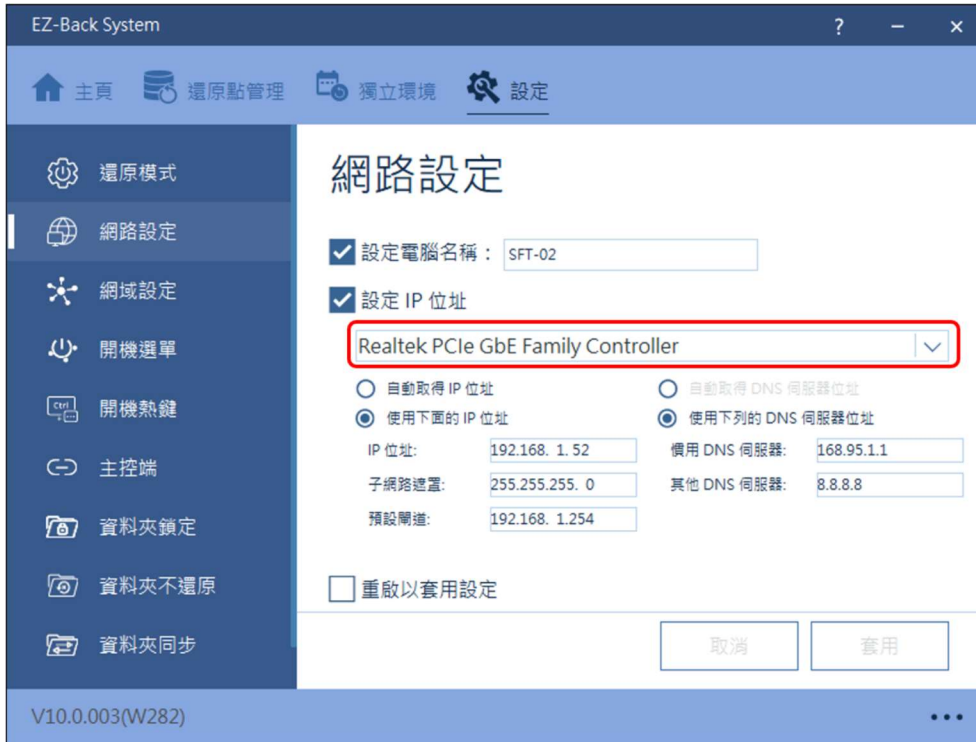 EZ-Back System
? − ×
主頁 還原點管理 獨立環境 設定
還原模式
網路設定
網域設定
開機選單
Ctrl 開機熱鍵
主控端
資料夾鎖定
資料夾不還原
資料夾同步
網路設定
設定電腦名稱： SFT-02
設定 IP 位址
Realtek PCIe GbE Family Controller
自動取得 IP 位址 自動取得 DNS 伺服器位址
使用下面的 IP 位址 使用下列的 DNS 伺服器位址
IP 位址: 192.168. 1. 52 慣用 DNS 伺服器: 168.95.1.1
子網路遮罩: 255.255.255. 0 其他 DNS 伺服器: 8.8.8.8
預設閘道: 192.168. 1.254
重啟以套用設定
取消 套用
V10.0.003(W282)